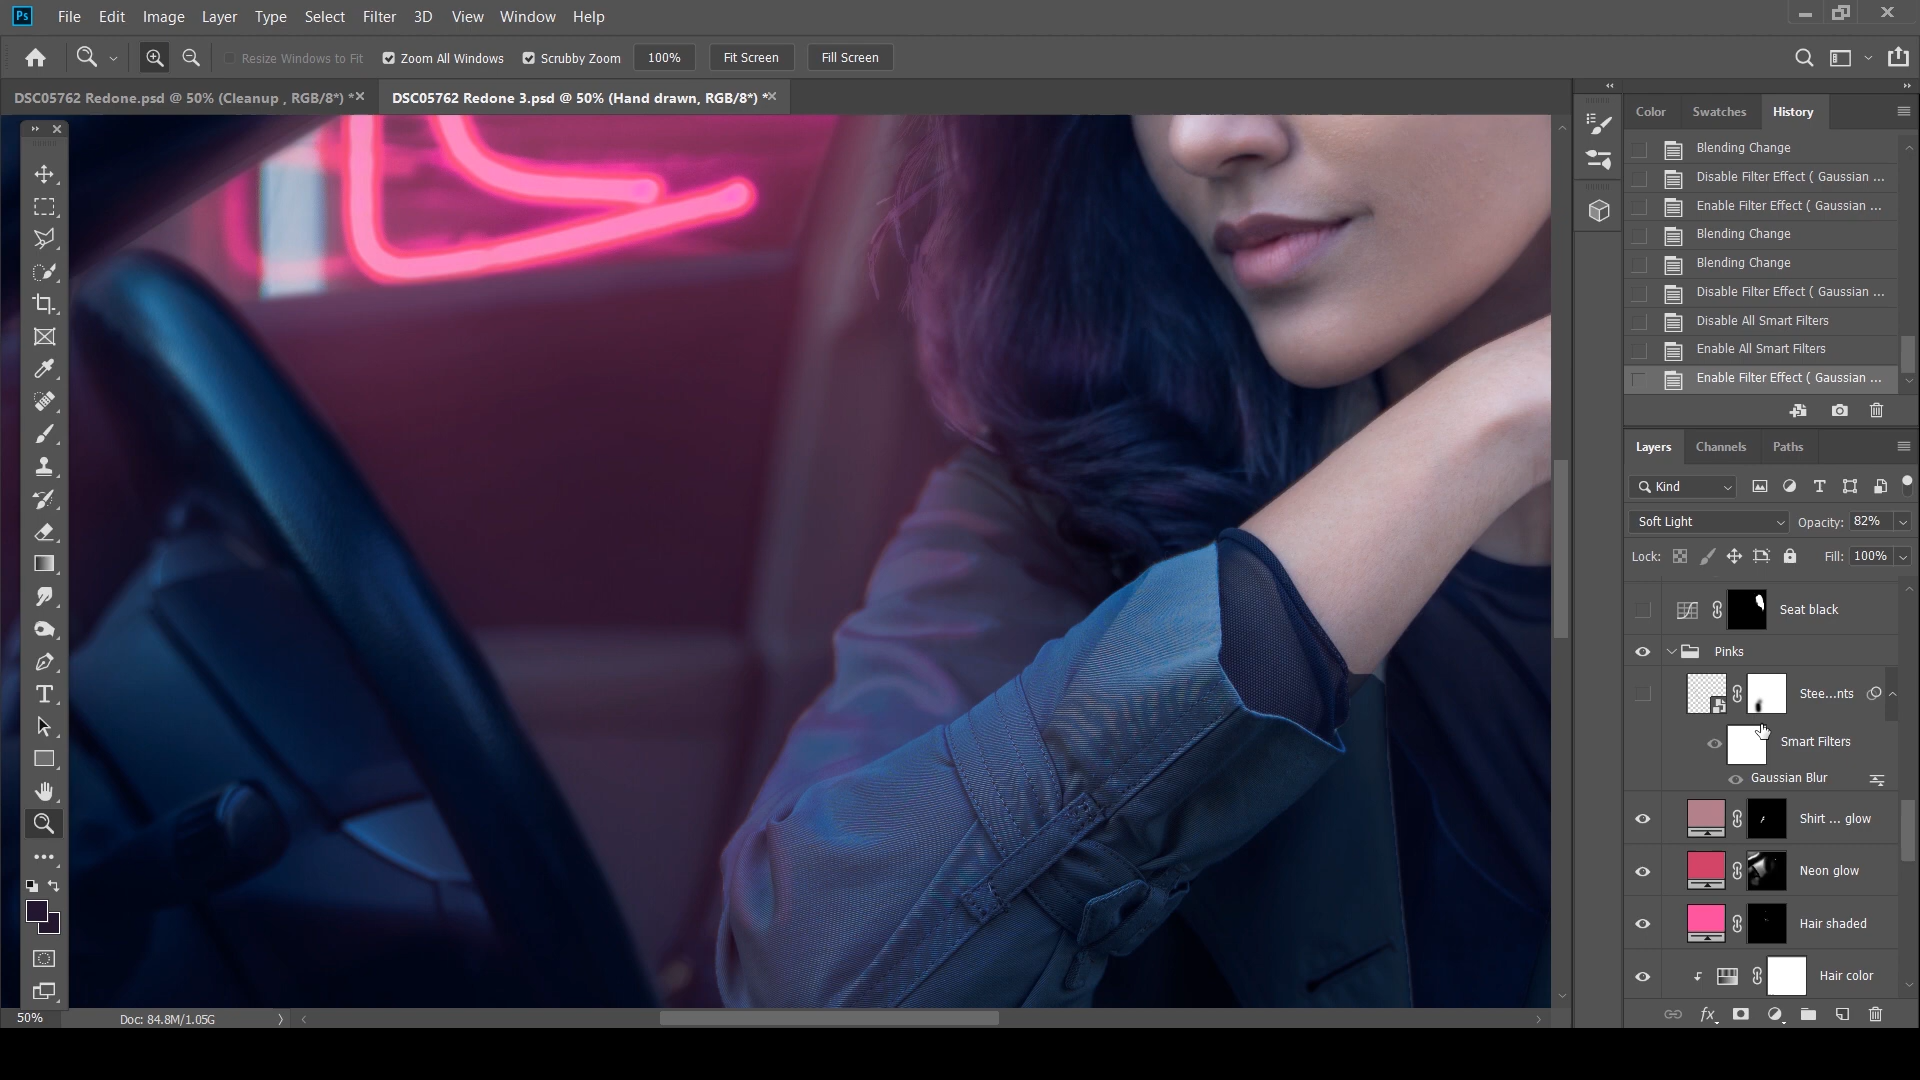 Ps File Edit Image Layer Type Select Filter 3D View Window Help
Resize Windows to Fit Zoom All Windows Scrubby Zoom 100% Fit Screen Fill Screen
DSC05762 Redone.psd @ 50% (Cleanup , RGB/8*) * DSC05762 Redone 3.psd @ 50% (Hand drawn, RGB/8*) *
Color Swatches History
Blending Change
Disable Filter Effect ( Gaussian ...
Enable Filter Effect ( Gaussian ...
Blending Change
Blending Change
Disable Filter Effect ( Gaussian ...
Disable All Smart Filters
Enable All Smart Filters
Enable Filter Effect ( Gaussian ...
Layers Channels Paths
Kind
Soft Light Opacity: 82%
Lock: Fill: 100%
Seat black
Pinks
Stee...nts
Smart Filters
Gaussian Blur
Shirt ... glow
Neon glow
Hair shaded
Hair color
fx
50% Doc: 84.8M/1.05G